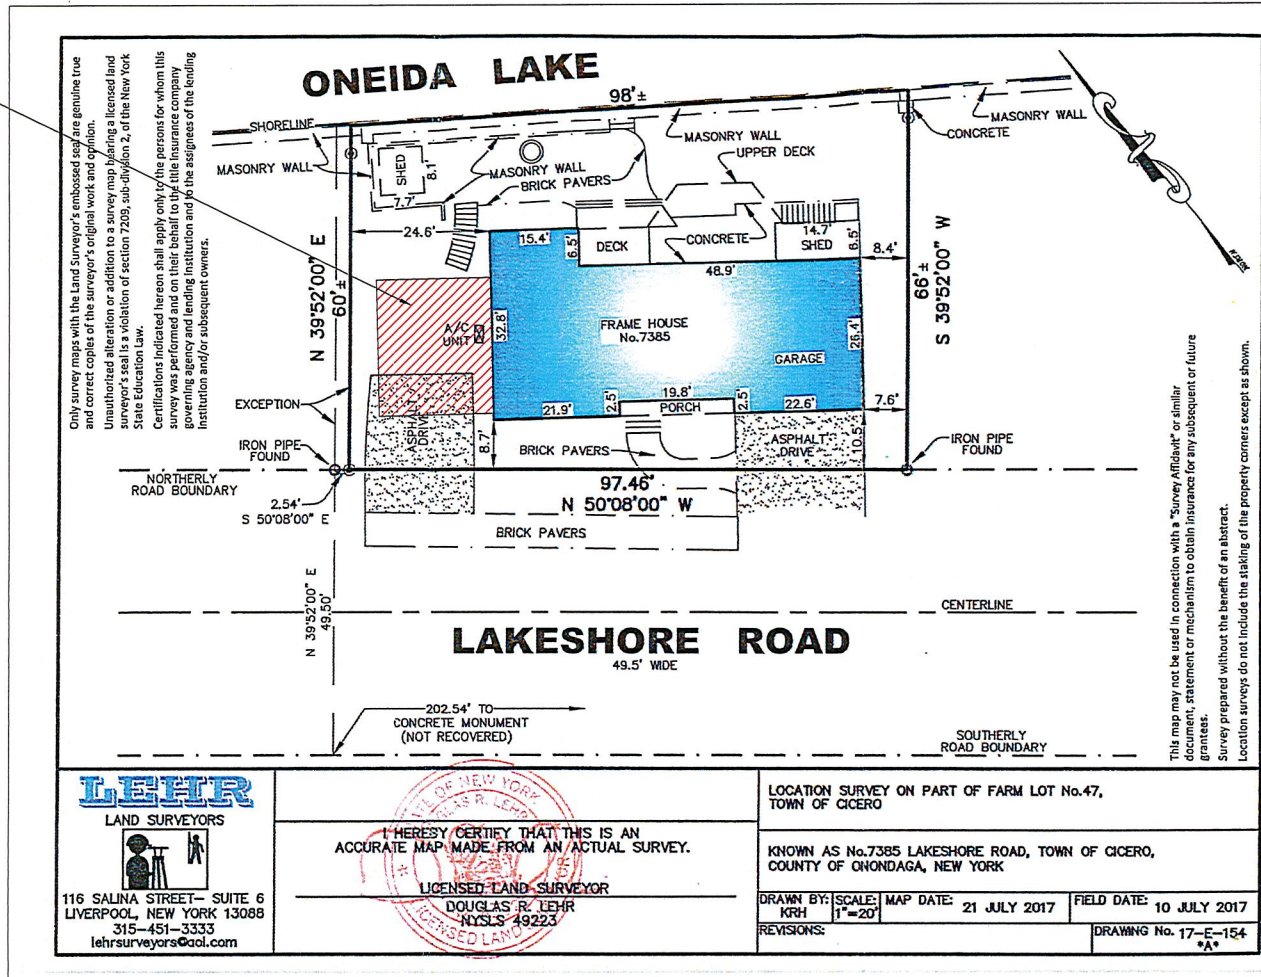 Only survey maps with the Land Surveyor's embossed seal are genuine true
and correct copies of the surveyor's original work and opinion.
Unauthorized alteration or addition to a survey map bearing a licensed land
surveyor's seal is a violation of section 7209, sub-division 2, of the New York
State Education Law.
Certifications indicated hereon shall apply only to the persons for whom this
survey was performed and on their behalf to the title insurance company
governing agency and lending institution and to the assignees of the lending
institution and/or subsequent owners.
ONEIDA LAKE
98'±
SHORELINE
MASONRY WALL
MASONRY WALL
MASONRY WALL
CONCRETE
MASONRY WALL
UPPER DECK
MASONRY WALL
BRICK PAVERS
SHED
8.1'
7.7'
24.6'
15.4'
6.5'
DECK
CONCRETE
14.7'
SHED
6.5'
8.4'
48.9'
N 39°52'00" E
60'±
66'±
S 39°52'00" W
A/C
UNIT
32.8'
FRAME HOUSE
No.7385
26.4'
GARAGE
EXCEPTION
21.9'
2.5'
19.8'
PORCH
2.5'
22.6'
7.6'
IRON PIPE
FOUND
ASPHALT
DRIVE
8.7'
BRICK PAVERS
ASPHALT
DRIVE
10.5'
IRON PIPE
FOUND
NORTHERLY
ROAD BOUNDARY
2.54'
S 50°08'00" E
97.46'
N 50°08'00" W
BRICK PAVERS
N 39°52'00" E
49.50'
CENTERLINE
LAKESHORE ROAD
49.5' WIDE
202.54' TO
CONCRETE MONUMENT
(NOT RECOVERED)
SOUTHERLY
ROAD BOUNDARY
This map may not be used in connection with a "Survey Affidavit" or similar
document, statement or mechanism to obtain insurance for any subsequent or future
grantees.
Survey prepared without the benefit of an abstract.
Location surveys do not include the staking of the property corners except as shown.
LEHR
LAND SURVEYORS
116 SALINA STREET- SUITE 6
LIVERPOOL, NEW YORK 13088
315-451-3333
lehrsurveyors@aol.com
STATE OF NEW YORK
DOUGLAS R. LEHR
LICENSED LAND
I HERESY CERTIFY THAT THIS IS AN
ACCURATE MAP MADE FROM AN ACTUAL SURVEY.
LICENSED LAND SURVEYOR
DOUGLAS R. LEHR
NYSLS 49223
LOCATION SURVEY ON PART OF FARM LOT No.47,
TOWN OF CICERO
KNOWN AS No.7385 LAKESHORE ROAD, TOWN OF CICERO,
COUNTY OF ONONDAGA, NEW YORK
DRAWN BY: KRH
SCALE: 1"=20'
MAP DATE: 21 JULY 2017
FIELD DATE: 10 JULY 2017
REVISIONS:
DRAWING No. 17-E-154
"A"